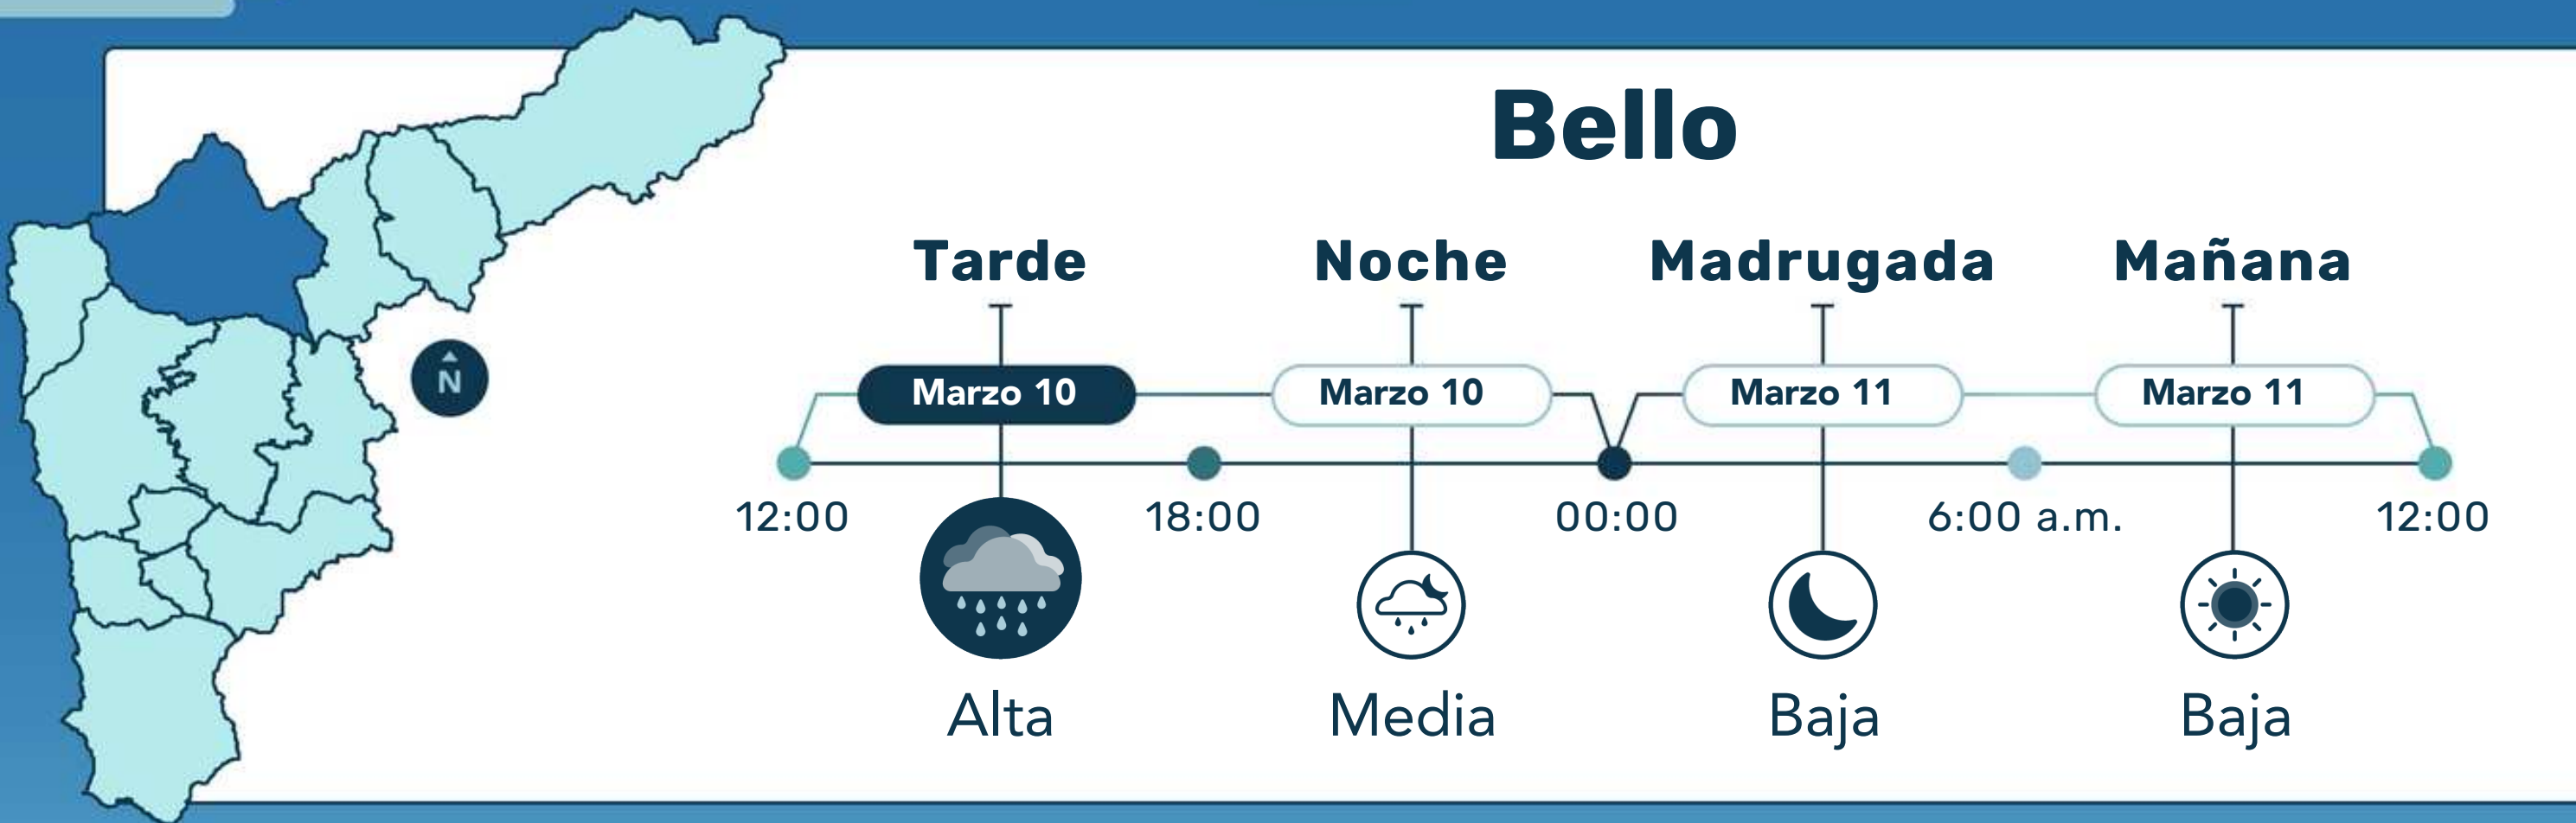 Bello
Tarde Noche Madrugada Mañana
Marzo 10 Marzo 10 Marzo 11 Marzo 11
N
12:00 18:00 00:00 6:00 a.m. 12:00
Alta Media Baja Baja